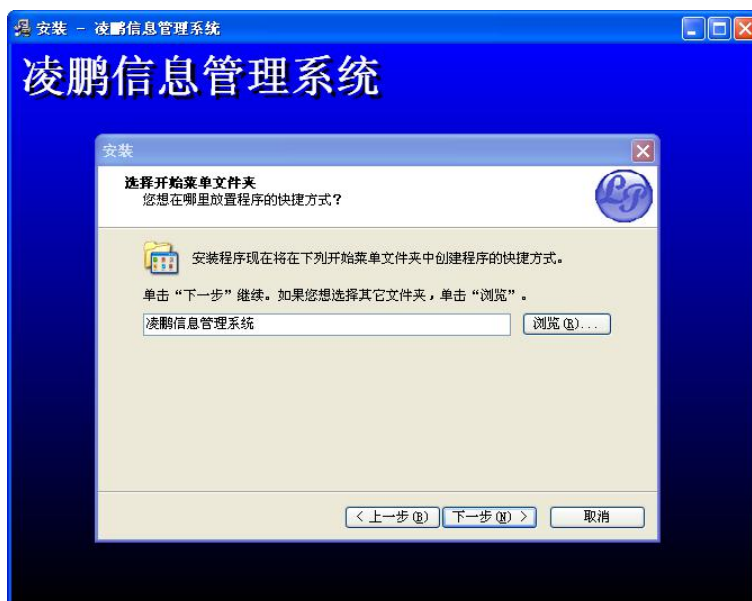 安装 - 凌鹏信息管理系统
凌鹏信息管理系统
安装
选择开始菜单文件夹
您想在哪里放置程序的快捷方式?
LP
安装程序现在将在下列开始菜单文件夹中创建程序的快捷方式。
单击“下一步”继续。如果您想选择其它文件夹，单击“浏览”。
凌鹏信息管理系统
浏览(R)...
< 上一步(B)
下一步(N) >
取消